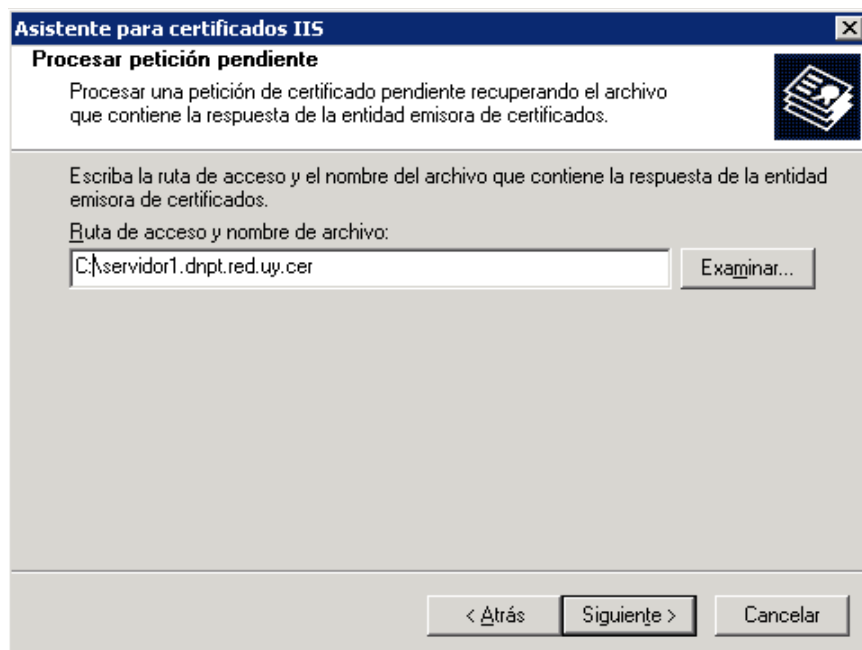 Asistente para certificados IIS
Procesar petición pendiente
Procesar una petición de certificado pendiente recuperando el archivo
que contiene la respuesta de la entidad emisora de certificados.
Escriba la ruta de acceso y el nombre del archivo que contiene la respuesta de la entidad
emisora de certificados.
Ruta de acceso y nombre de archivo:
C:\servidor1.dnpt.red.uy.cer
Examinar...
< Atrás
Siguiente >
Cancelar